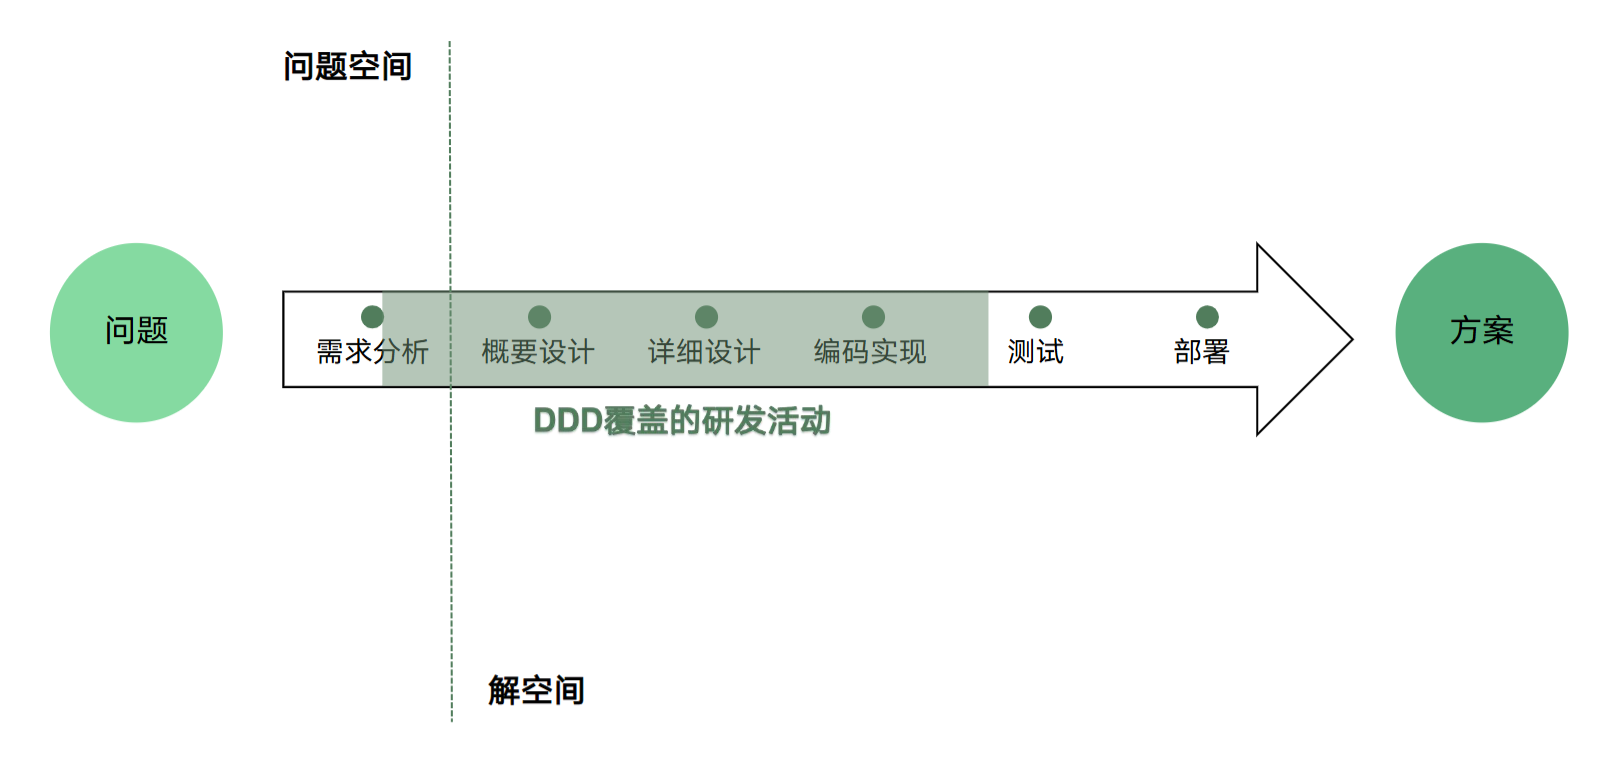 问题空间
问题
需求分析
概要设计
详细设计
编码实现
测试
部署
方案
DDD覆盖的研发活动
解空间